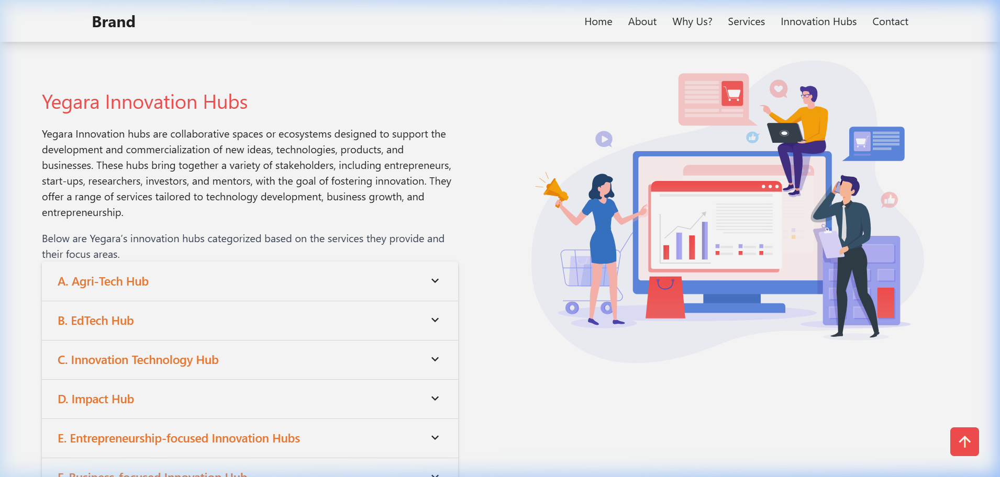 Brand
Home About Why Us? Services Innovation Hubs Contact
Yegara Innovation Hubs
Yegara Innovation hubs are collaborative spaces or ecosystems designed to support the
development and commercialization of new ideas, technologies, products, and
businesses. These hubs bring together a variety of stakeholders, including entrepreneurs,
start-ups, researchers, investors, and mentors, with the goal of fostering innovation. They
offer a range of services tailored to technology development, business growth, and
entrepreneurship.
Below are Yegara’s innovation hubs categorized based on the services they provide and
their focus areas.
A. Agri-Tech Hub
B. EdTech Hub
C. Innovation Technology Hub
D. Impact Hub
E. Entrepreneurship-focused Innovation Hubs
F. Business-focused Innovation Hub